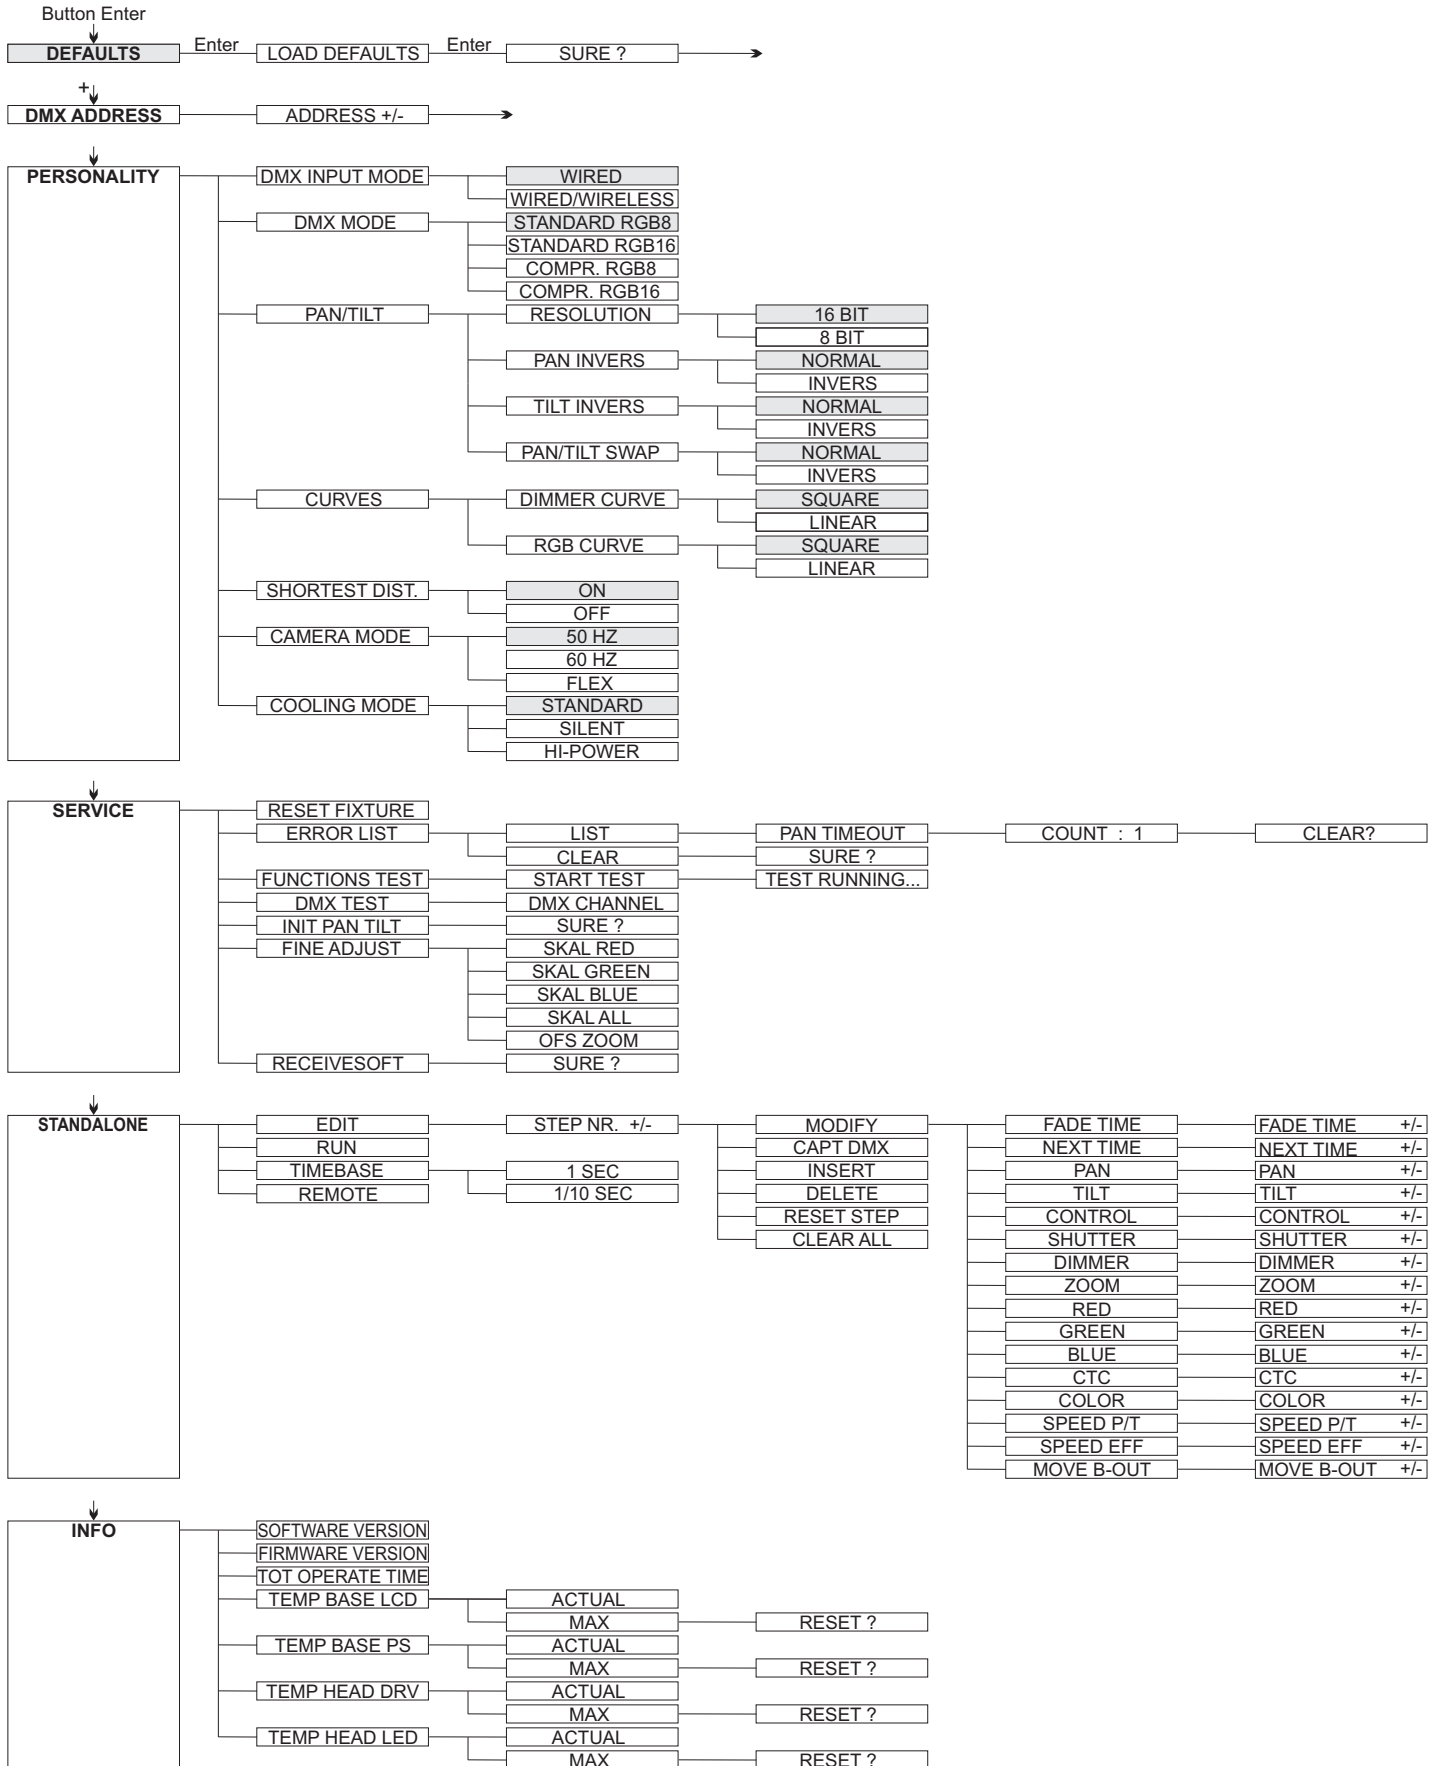 Button Enter
DEFAULTS Enter LOAD DEFAULTS Enter SURE ?
+
DMX ADDRESS ADDRESS +/-
PERSONALITY DMX INPUT MODE WIRED
WIRED/WIRELESS
DMX MODE STANDARD RGB8
STANDARD RGB16
COMPR. RGB8
COMPR. RGB16
PAN/TILT RESOLUTION 16 BIT
8 BIT
PAN INVERS NORMAL
INVERS
TILT INVERS NORMAL
INVERS
PAN/TILT SWAP NORMAL
INVERS
CURVES DIMMER CURVE SQUARE
LINEAR
RGB CURVE SQUARE
LINEAR
SHORTEST DIST. ON
OFF
CAMERA MODE 50 HZ
60 HZ
FLEX
COOLING MODE STANDARD
SILENT
HI-POWER
SERVICE RESET FIXTURE
ERROR LIST LIST PAN TIMEOUT COUNT : 1 CLEAR?
CLEAR SURE ?
FUNCTIONS TEST START TEST TEST RUNNING...
DMX TEST DMX CHANNEL
INIT PAN TILT SURE ?
FINE ADJUST SKAL RED
SKAL GREEN
SKAL BLUE
SKAL ALL
OFS ZOOM
RECEIVESOFT SURE ?
STANDALONE EDIT STEP NR. +/- MODIFY FADE TIME FADE TIME +/-
RUN CAPT DMX NEXT TIME NEXT TIME +/-
TIMEBASE 1 SEC INSERT PAN PAN +/-
REMOTE 1/10 SEC DELETE TILT TILT +/-
RESET STEP CONTROL CONTROL +/-
CLEAR ALL SHUTTER SHUTTER +/-
DIMMER DIMMER +/-
ZOOM ZOOM +/-
RED RED +/-
GREEN GREEN +/-
BLUE BLUE +/-
CTC CTC +/-
COLOR COLOR +/-
SPEED P/T SPEED P/T +/-
SPEED EFF SPEED EFF +/-
MOVE B-OUT MOVE B-OUT +/-
INFO SOFTWARE VERSION
FIRMWARE VERSION
TOT OPERATE TIME
TEMP BASE LCD ACTUAL
MAX RESET ?
TEMP BASE PS ACTUAL
MAX RESET ?
TEMP HEAD DRV ACTUAL
MAX RESET ?
TEMP HEAD LED ACTUAL
MAX RESET ?